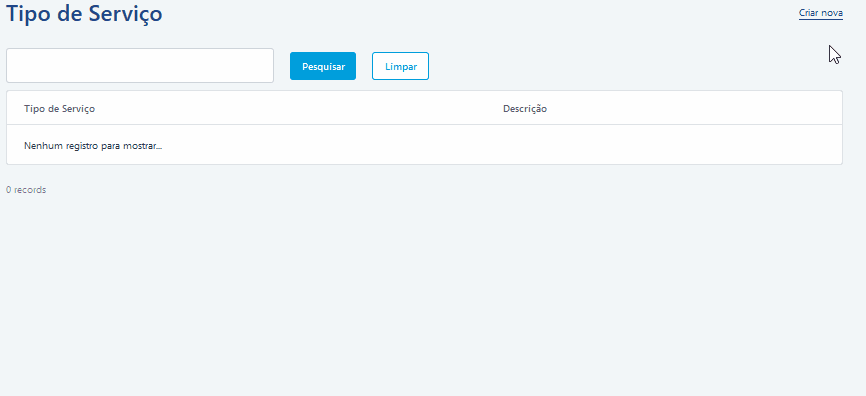 Tipo de Serviço
Criar nova
Pesquisar
Limpar
Tipo de Serviço
Descrição
Nenhum registro para mostrar...
0 records